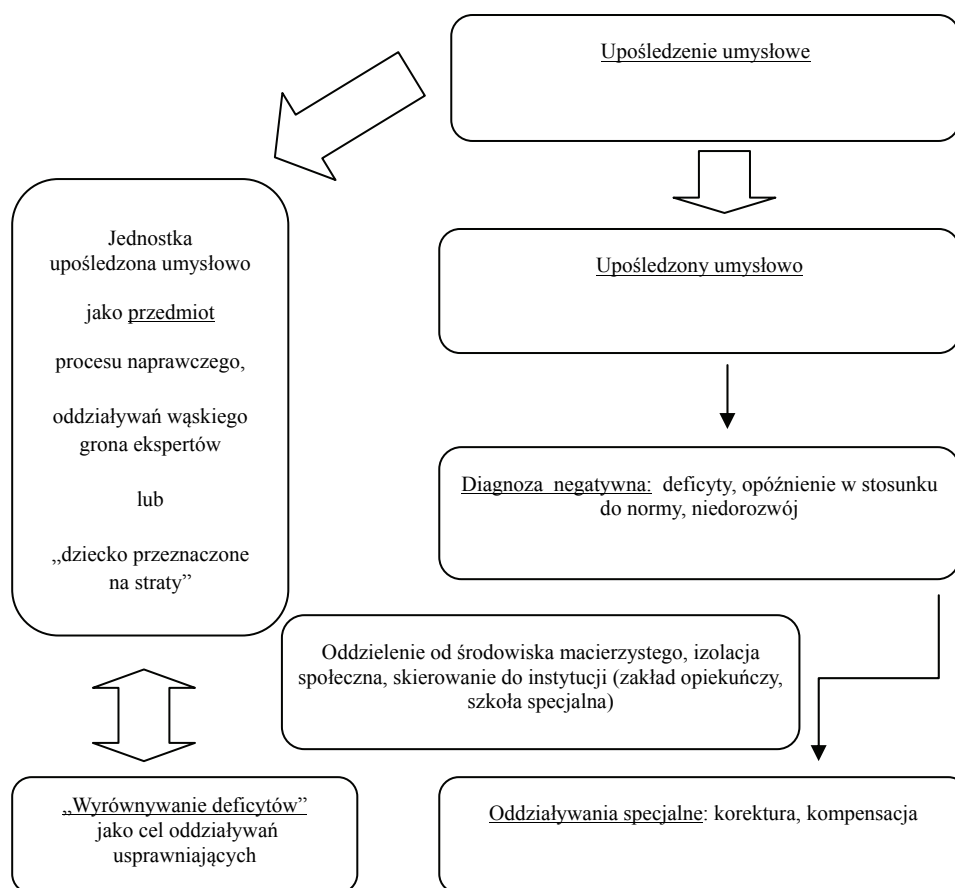 Upośledzenie umysłowe
Jednostka
upośledzona umysłowo
jako przedmiot
procesu naprawczego,
oddziaływań wąskiego
grona ekspertów
lub
„dziecko przeznaczone
na straty”
Upośledzony umysłowo
Diagnoza negatywna: deficyty, opóźnienie w stosunku
do normy, niedorozwój
Oddzielenie od środowiska macierzystego, izolacja
społeczna, skierowanie do instytucji (zakład opiekuńczy,
szkoła specjalna)
„Wyrównywanie deficytów”
jako cel oddziaływań
usprawniających
Oddziaływania specjalne: korektura, kompensacja